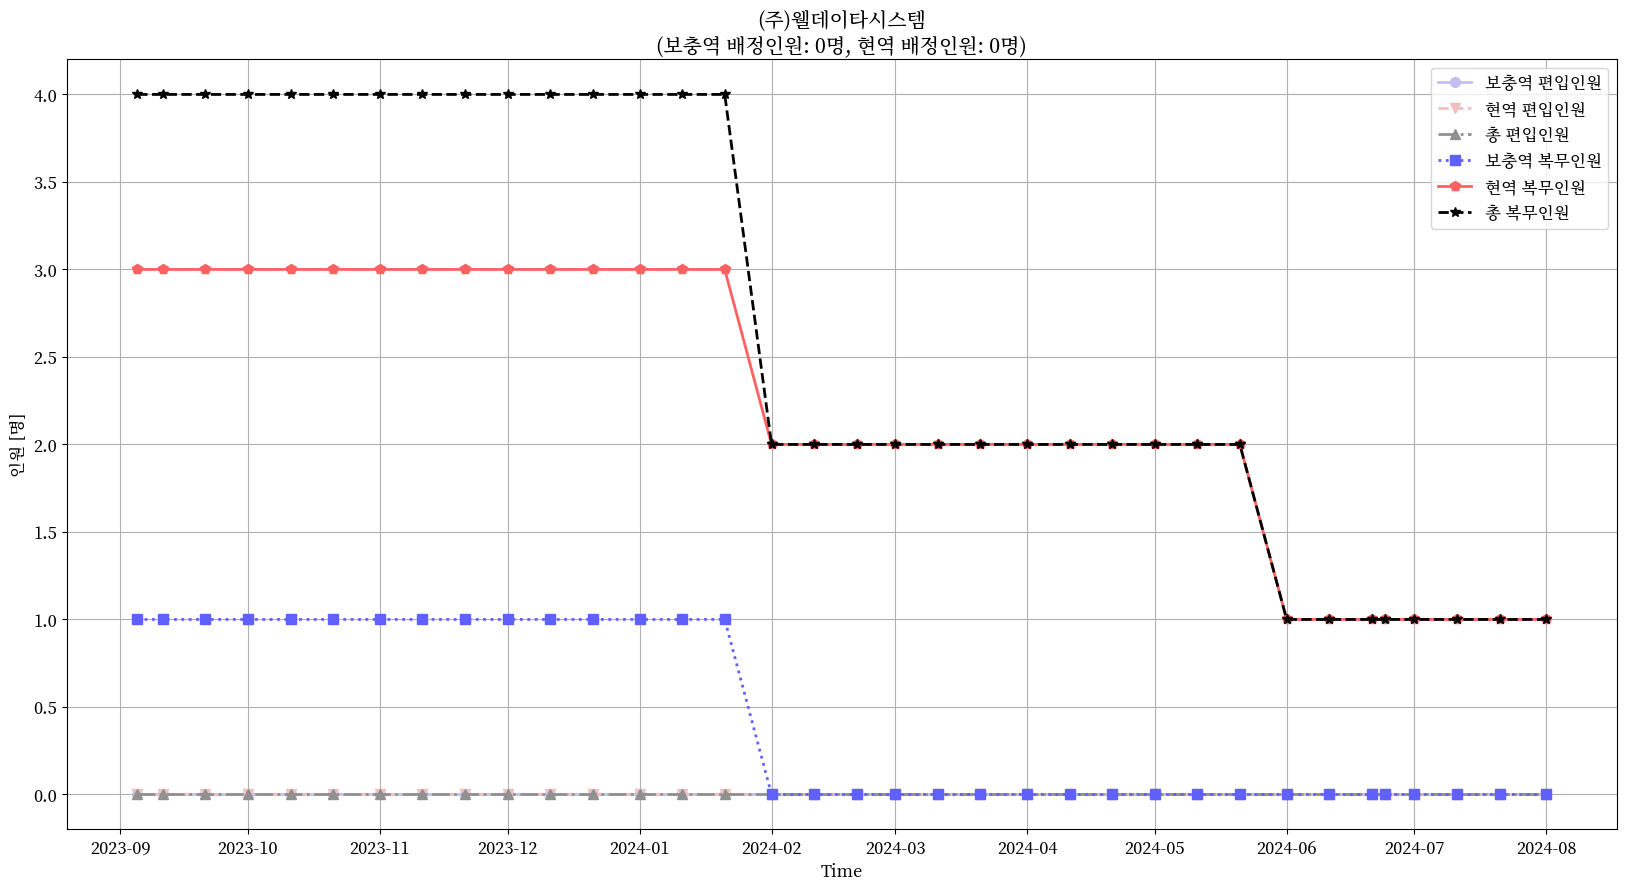 (주)웰데이타시스템
(보충역 배정인원: 0명, 현역 배정인원: 0명)
보충역 편입인원
현역 편입인원
총 편입인원
보충역 복무인원
현역 복무인원
총 복무인원
인원 [명]
4.0
3.5
3.0
2.5
2.0
1.5
1.0
0.5
0.0
2023-09 2023-10 2023-11 2023-12 2024-01 2024-02 2024-03 2024-04 2024-05 2024-06 2024-07 2024-08
Time